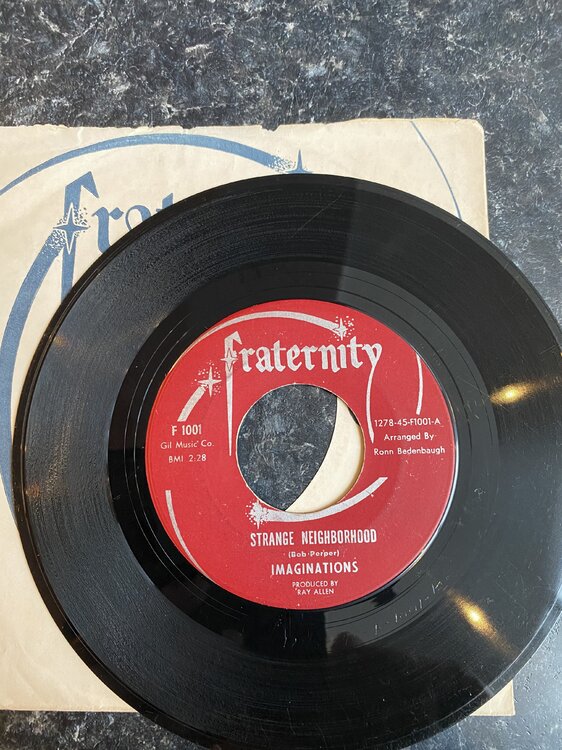 Frat
fraternity
F 1001
Gil Music Co.
BMI 2:28
1278-45-F1001-A
Arranged By
Ronn Bedenbaugh
STRANGE NEIGHBORHOOD
(Bob Perper)
IMAGINATIONS
PRODUCED BY
RAY ALLEN